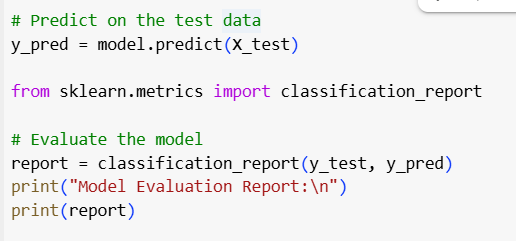 # Predict on the test data
y_pred = model.predict(X_test)
from sklearn.metrics import classification_report
# Evaluate the model
report = classification_report(y_test, y_pred)
print("Model Evaluation Report:\n")
print(report)